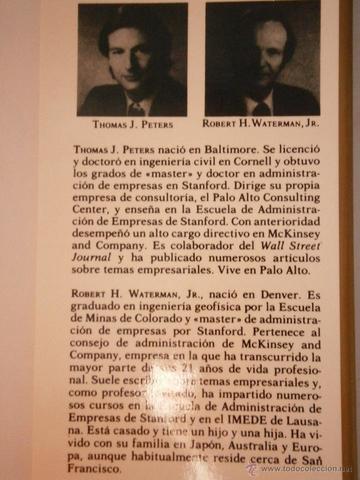 THOMAS J. PETERS
ROBERT H. WATERMAN, JR.
THOMAS J. PETERS nació en Baltimore. Se licenció
y doctoró en ingeniería civil en Cornell y obtuvo
los grados de «master» y doctor en administra-
ción de empresas en Stanford. Dirige su propia
empresa de consultoría, el Palo Alto Consulting
Center, y enseña en la Escuela de Administra-
ción de Empresas de Stanford. Con anterioridad
desempeñó un alto cargo directivo en McKinsey
and Company. Es colaborador del Wall Street
Journal y ha publicado numerosos artículos
sobre temas empresariales. Vive en Palo Alto.
ROBERT H. WATERMAN, JR., nació en Denver. Es
graduado en ingeniería geofísica por la Escuela
de Minas de Colorado y «master» de administra-
ción de empresas por Stanford. Pertenece al
consejo de administración de McKinsey and
Company, empresa en la que ha transcurrido la
mayor parte de sus 21 años de vida profesio-
nal. Suele escribir sobre temas empresariales y,
como profesor invitado, ha impartido numero-
sos cursos en la Escuela de Administración de
Empresas de Stanford y en el IMEDE de Lausa-
na. Está casado y tiene un hijo y una hija. Ha vi-
vido con su familia en Japón, Australia y Euro-
pa, aunque habitualmente reside cerca de San
Francisco.
© www.todocoleccion.net